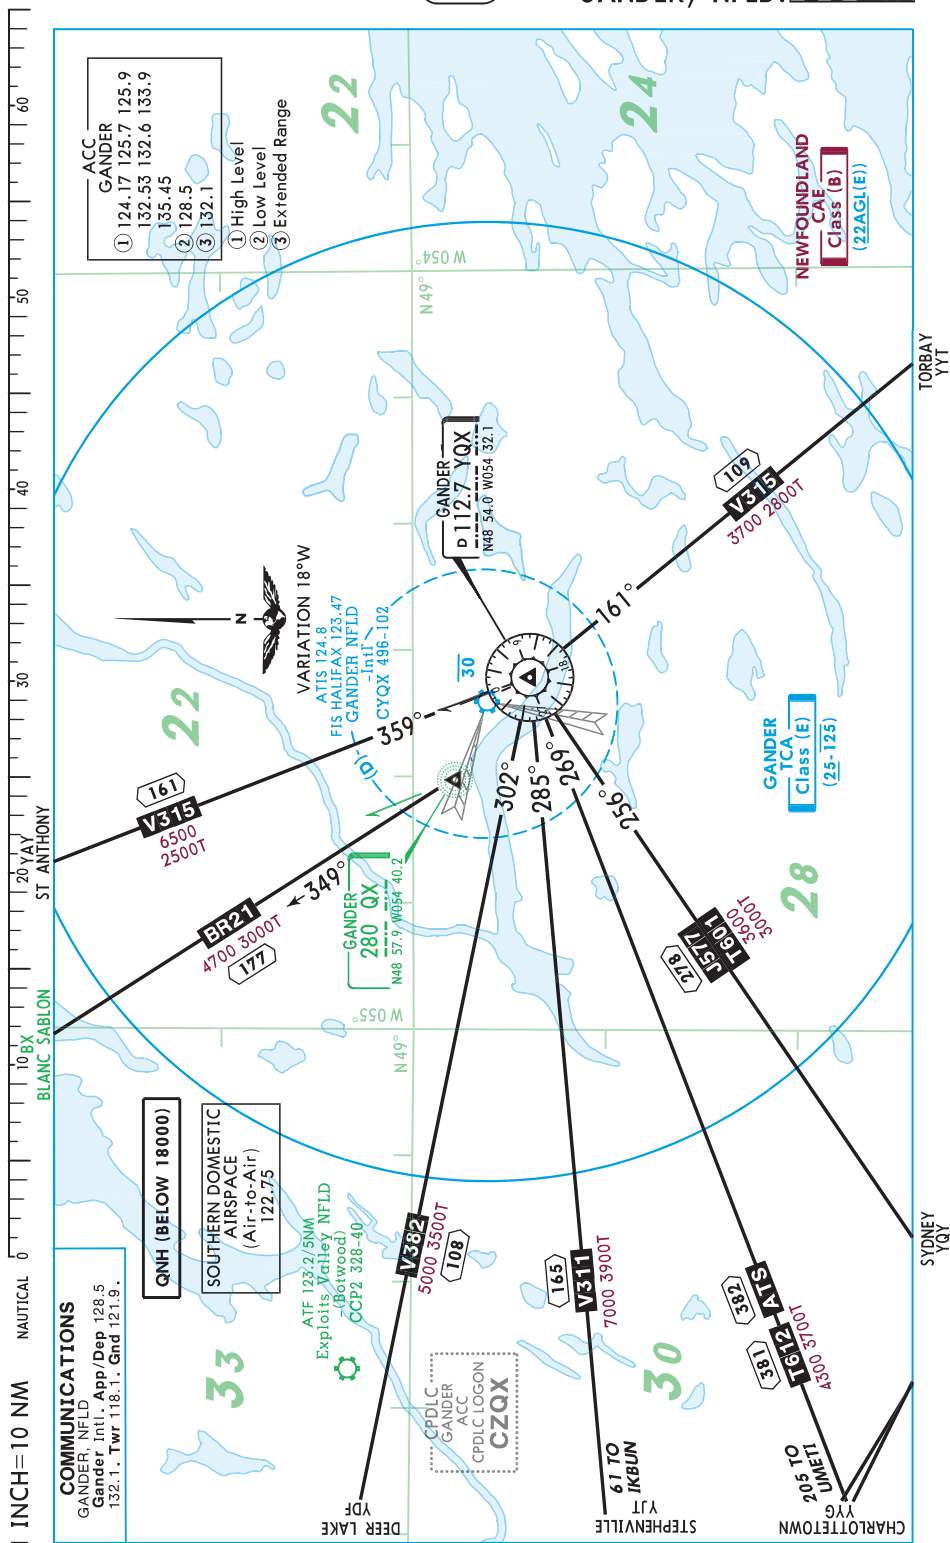 1 INCH=10 NM
NAUTICAL
0
10
20
30
40
50
60
GANDER, NFLD.
COMMUNICATIONS
GANDER, NFLD
Gander Intl. App/Dep 128.5
132.1. Twr 118.1. Gnd 121.9.
QNH (BELOW 18000)
SOUTHERN DOMESTIC
AIRSPACE
(Air-to-Air)
122.75
ACC
GANDER
① 124.17 125.7 125.9
132.53 132.6 133.9
135.45
② 128.5
③ 132.1
① High Level
② Low Level
③ Extended Range
BX
BLANC SABLON
YAY
ST ANTHONY
33
22
22
24
30
28
ATF 123.2/5NM
Exploits Valley NFLD
-(Botwood)
CCP2 328-40
BR21
4700 3000T
177
349°
V315
6500
2500T
161
359°
N
VARIATION 18°W
ATIS 124.8
FIS HALIFAX 123.47
GANDER NFLD
-Intl
CYQX 496-102
(D)
30
GANDER
280 QX
N48 57.9 W054 40.2
GANDER
D 112.7 YQX
N48 54.0 W054 32.1
0
9
18
W 055°
N 49°
W 054°
N 49°
NEWFOUNDLAND
CAE
Class (B)
(22AGL(E))
GANDER
TCA
Class (E)
(25-125)
302°
V382
5000 3500T
108
DEER LAKE
YDF
285°
V311
7000 3900T
165
61 TO
IKBUN
STEPHENVILLE
YJT
269°
ATS
382
T612
381
4300 3700T
205 TO
UMETI
CHARLOTTETOWN
YYG
256°
J577
T601
3600
3000T
278
SYDNEY
YQY
161°
V315
3700 2800T
109
TORBAY
YYT
CPDLC
GANDER
ACC
CPDLC LOGON
CZQX